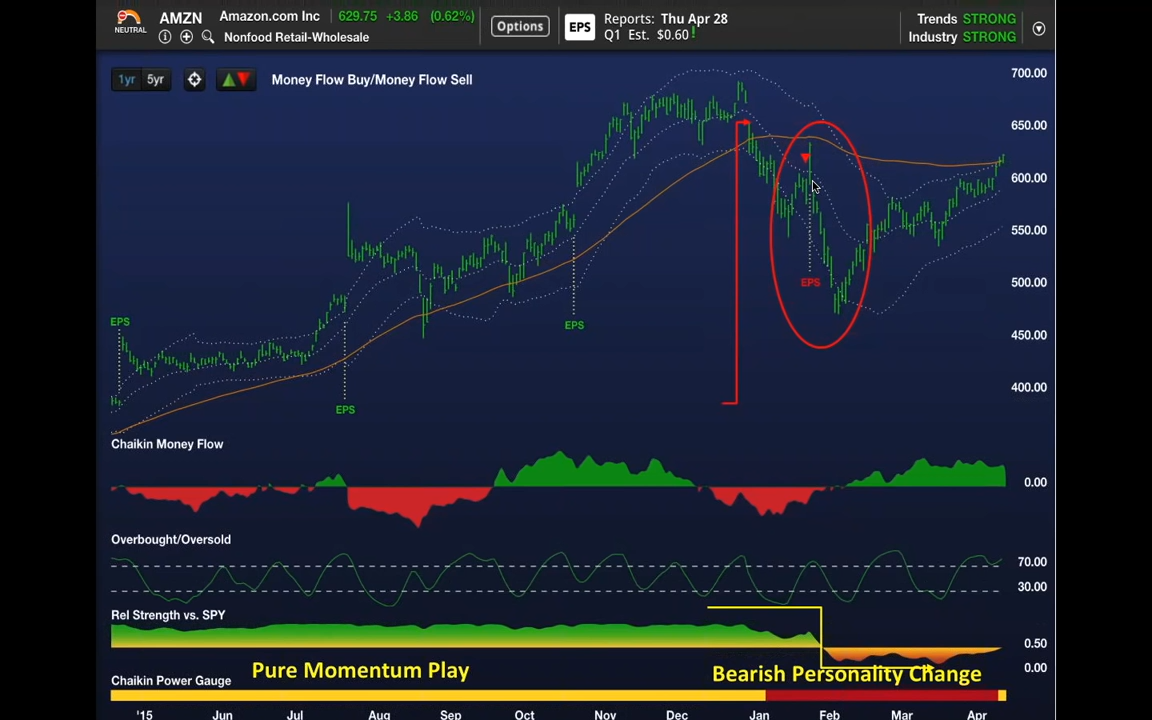 NEUTRAL
AMZN Amazon.com Inc 629.75 +3.86 (0.62%)
Nonfood Retail-Wholesale
Options
EPS
Reports: Thu Apr 28
Q1 Est. $0.60!
Trends STRONG
Industry STRONG
1yr 5yr Money Flow Buy/Money Flow Sell
700.00
650.00
600.00
550.00
500.00
450.00
400.00
EPS
EPS
EPS
EPS
Chaikin Money Flow
0.00
Overbought/Oversold
70.00
30.00
Rel Strength vs. SPY
0.50
0.00
Pure Momentum Play
Bearish Personality Change
Chaikin Power Gauge
'15 Jun Jul Aug Sep Oct Nov Dec Jan Feb Mar Apr